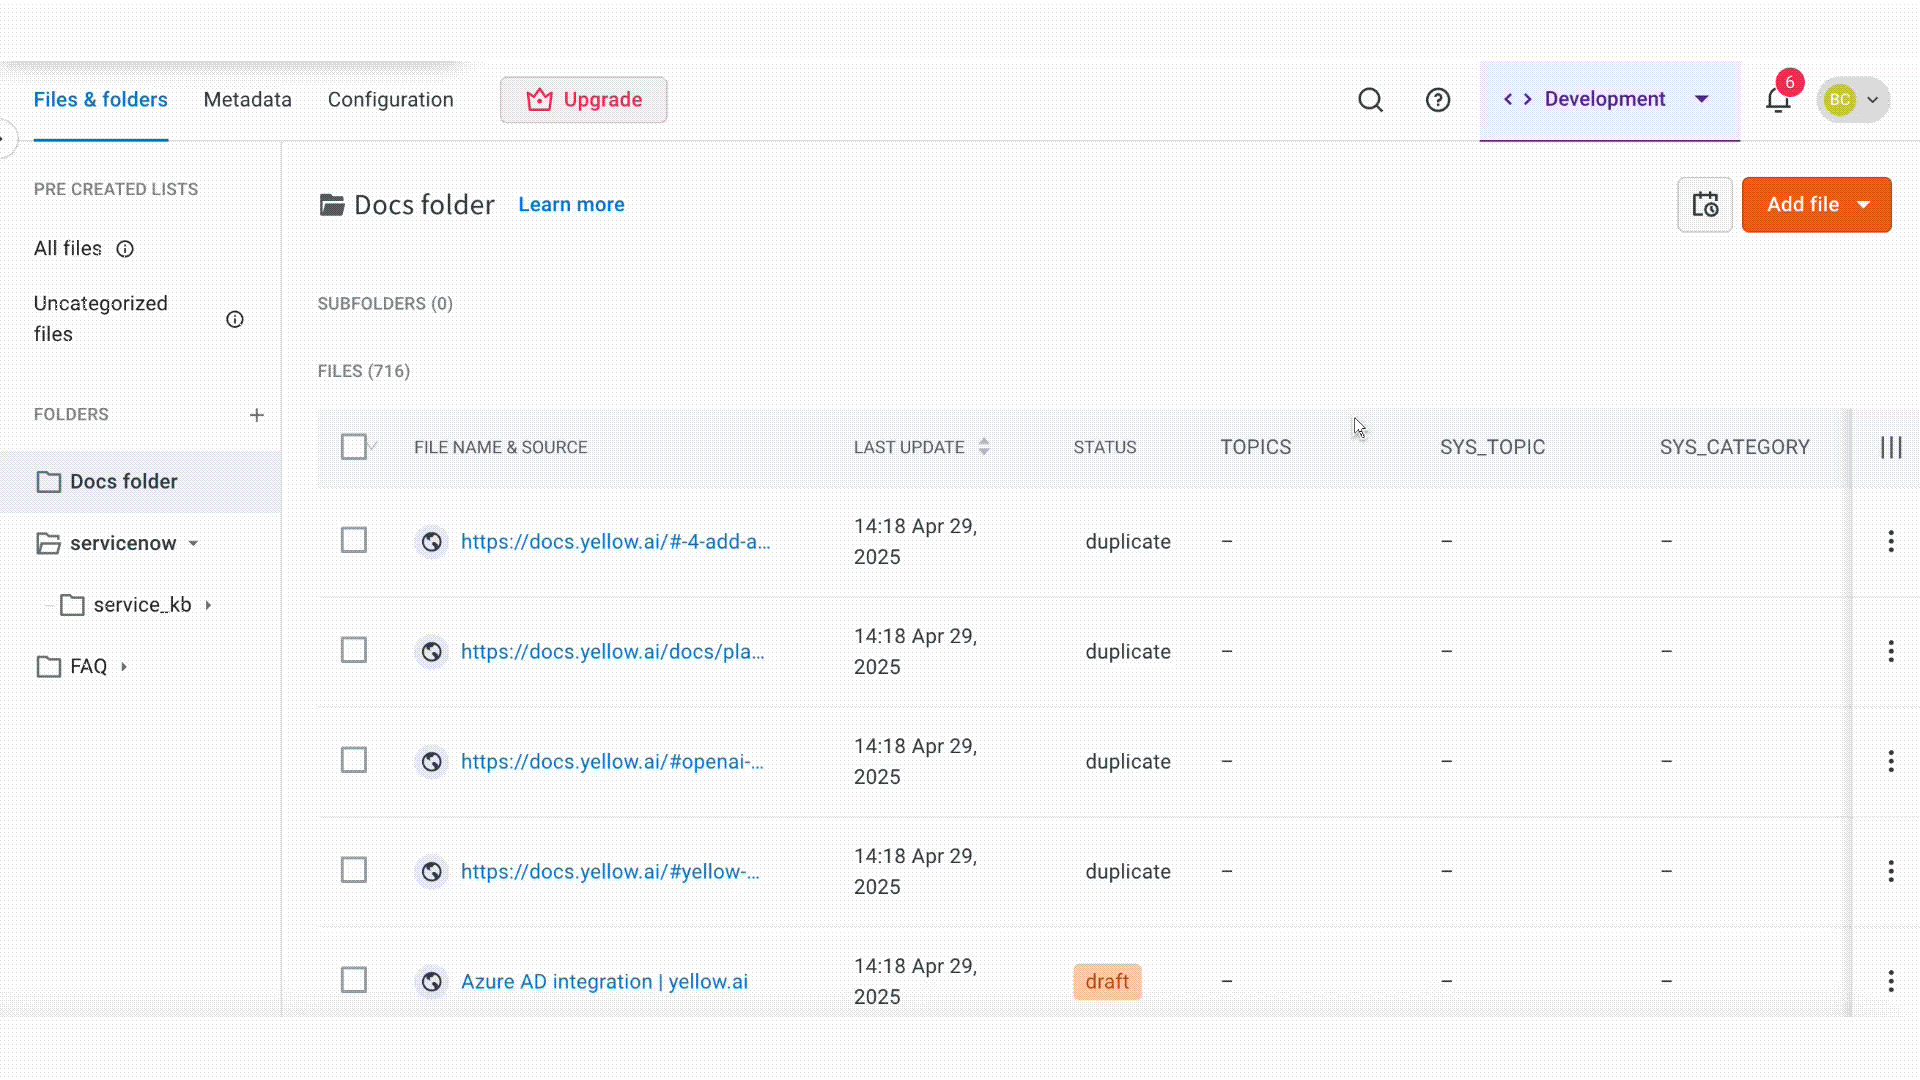 Files & folders
Metadata
Configuration
Upgrade
< > Development
6
BC
PRE CREATED LISTS
All files
Uncategorized
files
FOLDERS
Docs folder
servicenow
service_kb
FAQ
Docs folder
Learn more
Add file
SUBFOLDERS (0)
FILES (716)
FILE NAME & SOURCE
LAST UPDATE
STATUS
TOPICS
SYS_TOPIC
SYS_CATEGORY
https://docs.yellow.ai/#-4-add-a...
14:18 Apr 29,
2025
duplicate
–
–
–
https://docs.yellow.ai/docs/pla...
14:18 Apr 29,
2025
duplicate
–
–
–
https://docs.yellow.ai/#openai-...
14:18 Apr 29,
2025
duplicate
–
–
–
https://docs.yellow.ai/#yellow-...
14:18 Apr 29,
2025
duplicate
–
–
–
Azure AD integration | yellow.ai
14:18 Apr 29,
2025
draft
–
–
–